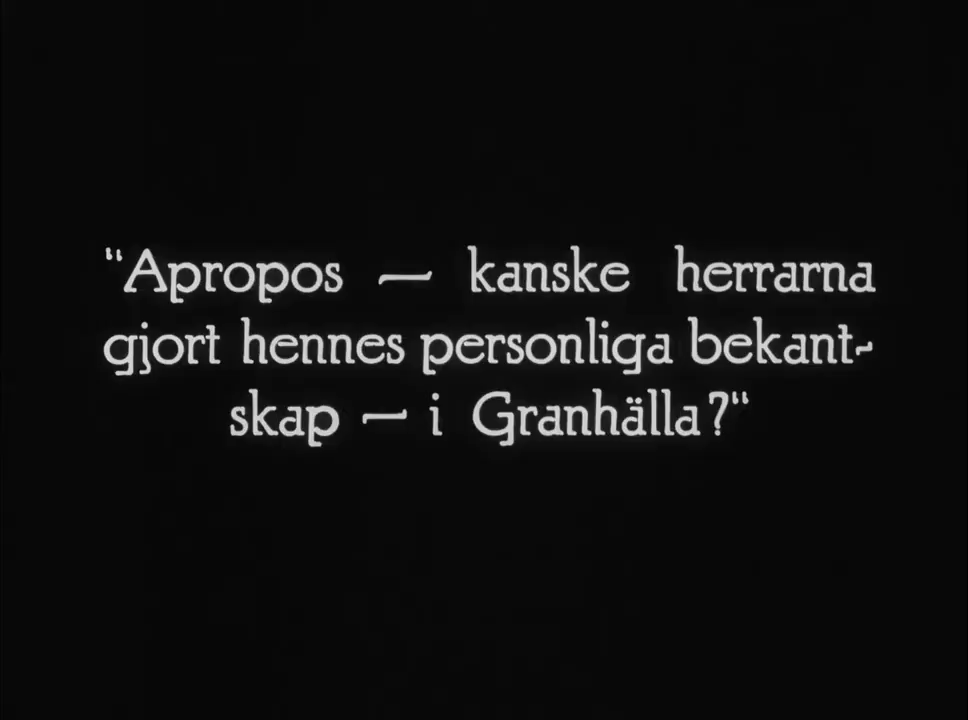 "Apropos — kanske herrarna
gjort hennes personliga bekant-
skap — i Granhälla?"